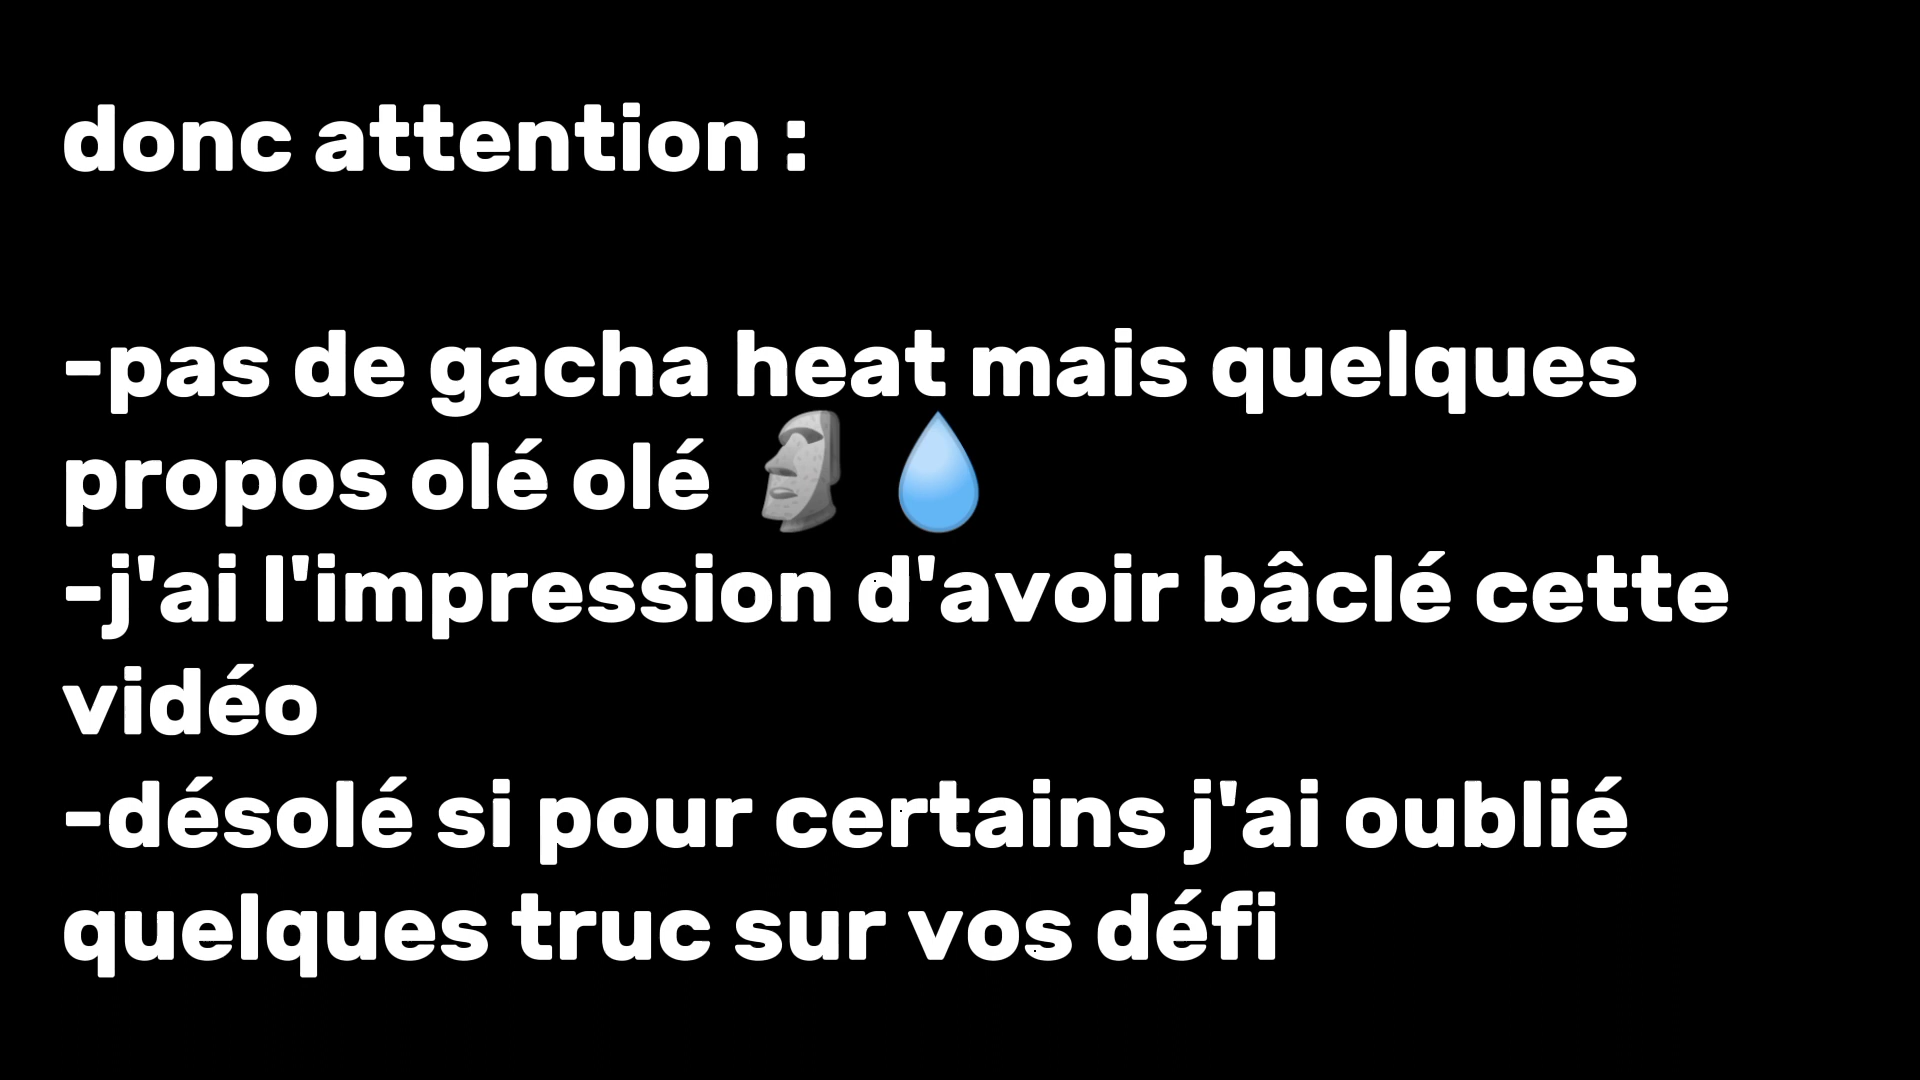 donc attention :
-pas de gacha heat mais quelques
propos olé olé 🗿 💧
-j'ai l'impression d'avoir bâclé cette
vidéo
-désolé si pour certains j'ai oublié
quelques truc sur vos défi